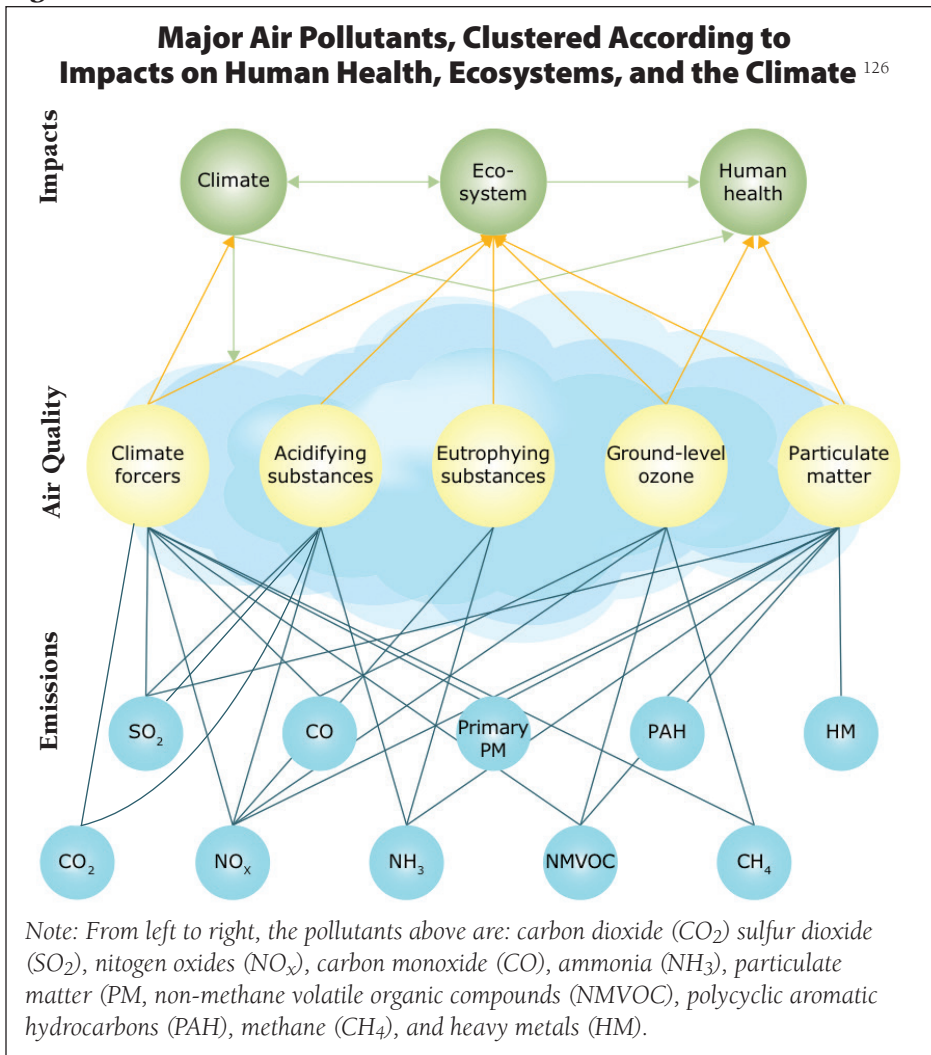 Major Air Pollutants, Clustered According to
Impacts on Human Health, Ecosystems, and the Climate 126
Impacts
Climate
Eco-
system
Human
health
Air Quality
Climate
forcers
Acidifying
substances
Eutrophying
substances
Ground-level
ozone
Particulate
matter
Emissions
SO2
CO
Primary
PM
PAH
HM
CO2
NOX
NH3
NMVOC
CH4
Note: From left to right, the pollutants above are: carbon dioxide (CO2) sulfur dioxide
(SO2), nitogen oxides (NOx), carbon monoxide (CO), ammonia (NH3), particulate
matter (PM, non-methane volatile organic compounds (NMVOC), polycyclic aromatic
hydrocarbons (PAH), methane (CH4), and heavy metals (HM).